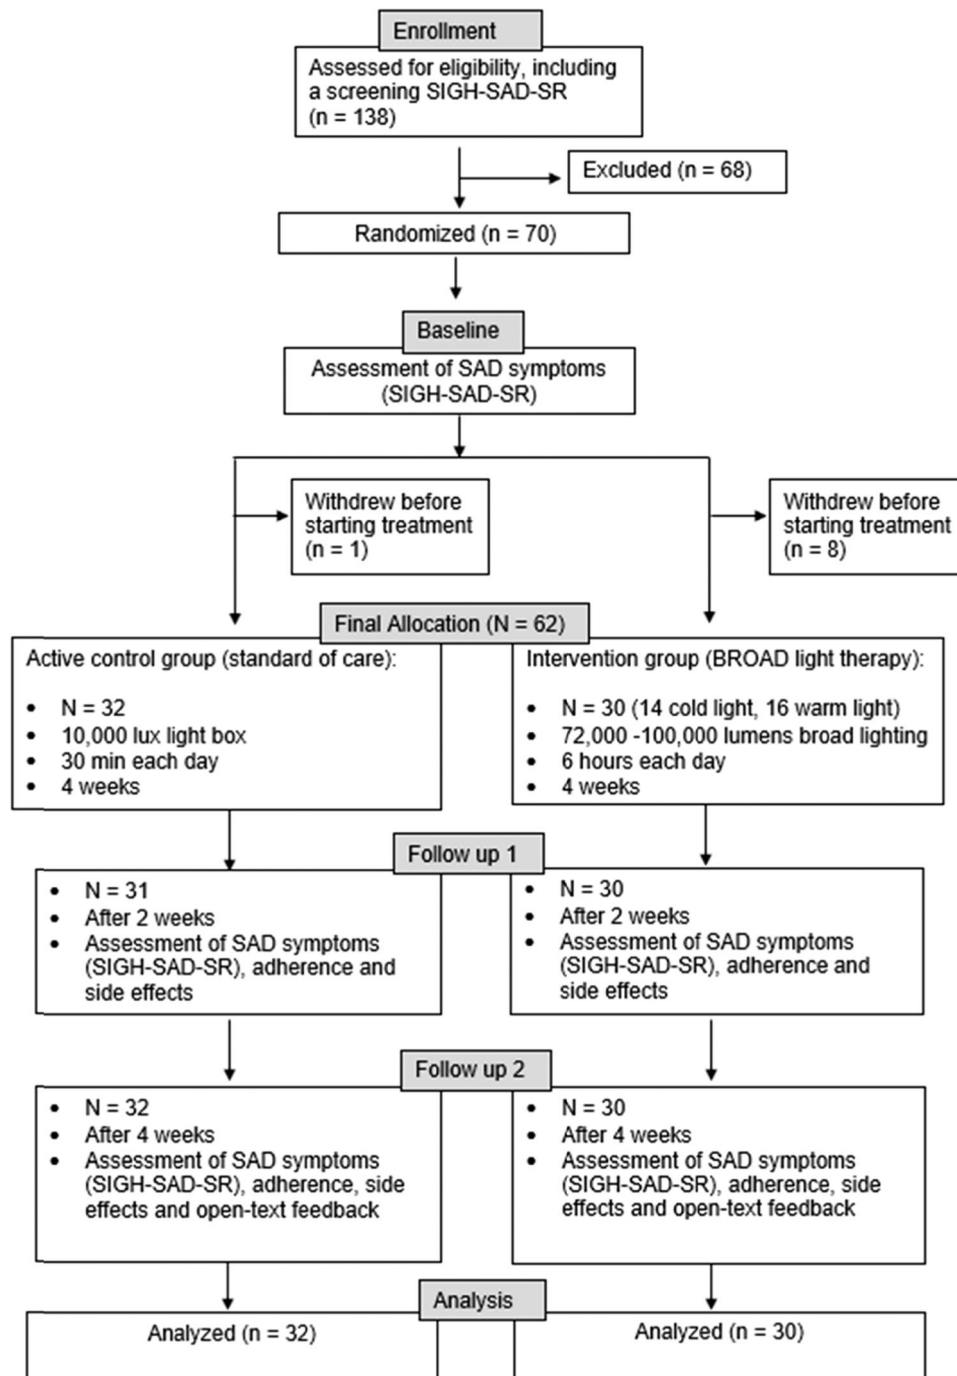 Enrollment
Assessed for eligibility, including
a screening SIGH-SAD-SR
(n = 138)
Excluded (n = 68)
Randomized (n = 70)
Baseline
Assessment of SAD symptoms
(SIGH-SAD-SR)
Withdrew before
starting treatment
(n = 1)
Withdrew before
starting treatment
(n = 8)
Final Allocation (N = 62)
Active control group (standard of care):
• N = 32
• 10,000 lux light box
• 30 min each day
• 4 weeks
Intervention group (BROAD light therapy):
• N = 30 (14 cold light, 16 warm light)
• 72,000 -100,000 lumens broad lighting
• 6 hours each day
• 4 weeks
Follow up 1
• N = 31
• After 2 weeks
• Assessment of SAD symptoms
(SIGH-SAD-SR), adherence and
side effects
• N = 30
• After 2 weeks
• Assessment of SAD symptoms
(SIGH-SAD-SR), adherence and
side effects
Follow up 2
• N = 32
• After 4 weeks
• Assessment of SAD symptoms
(SIGH-SAD-SR), adherence, side
effects and open-text feedback
• N = 30
• After 4 weeks
• Assessment of SAD symptoms
(SIGH-SAD-SR), adherence, side
effects and open-text feedback
Analysis
Analyzed (n = 32)
Analyzed (n = 30)